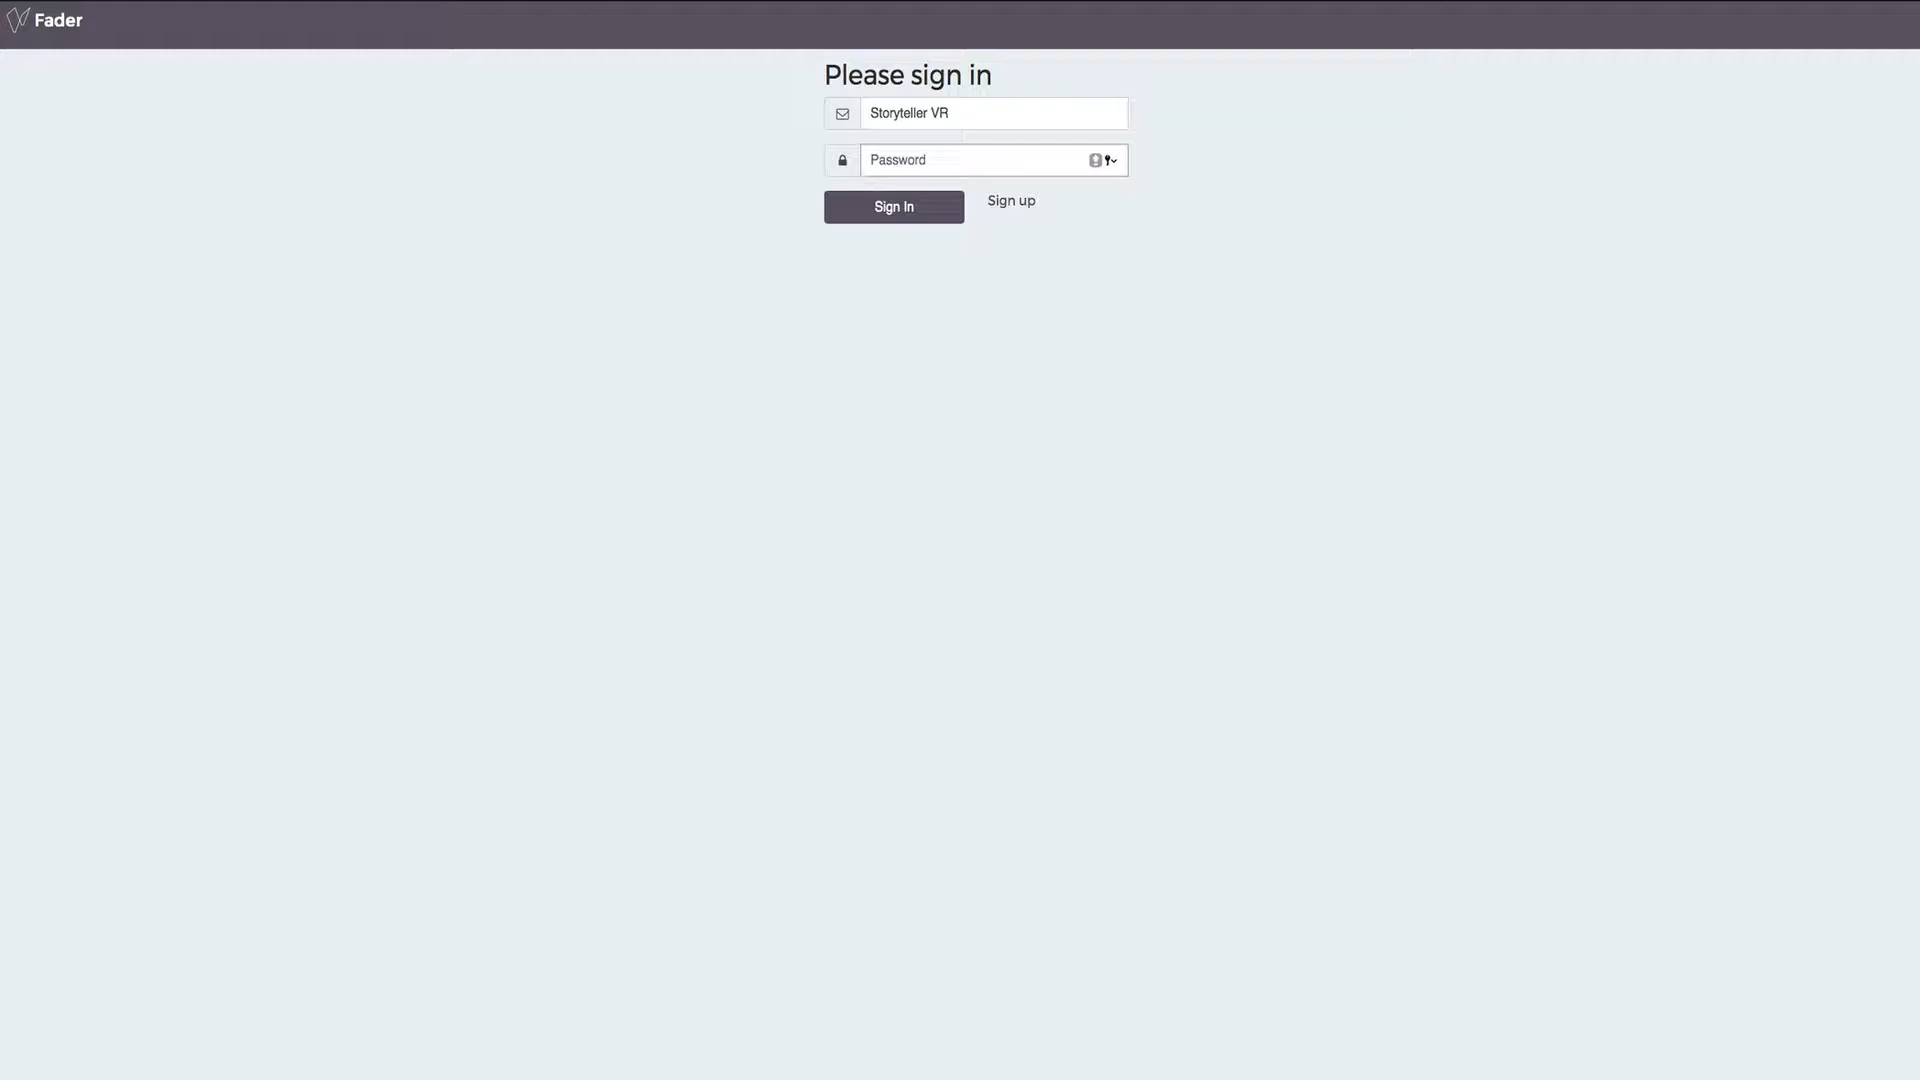 Fader
Please sign in
Storyteller VR
Password
Sign In
Sign up